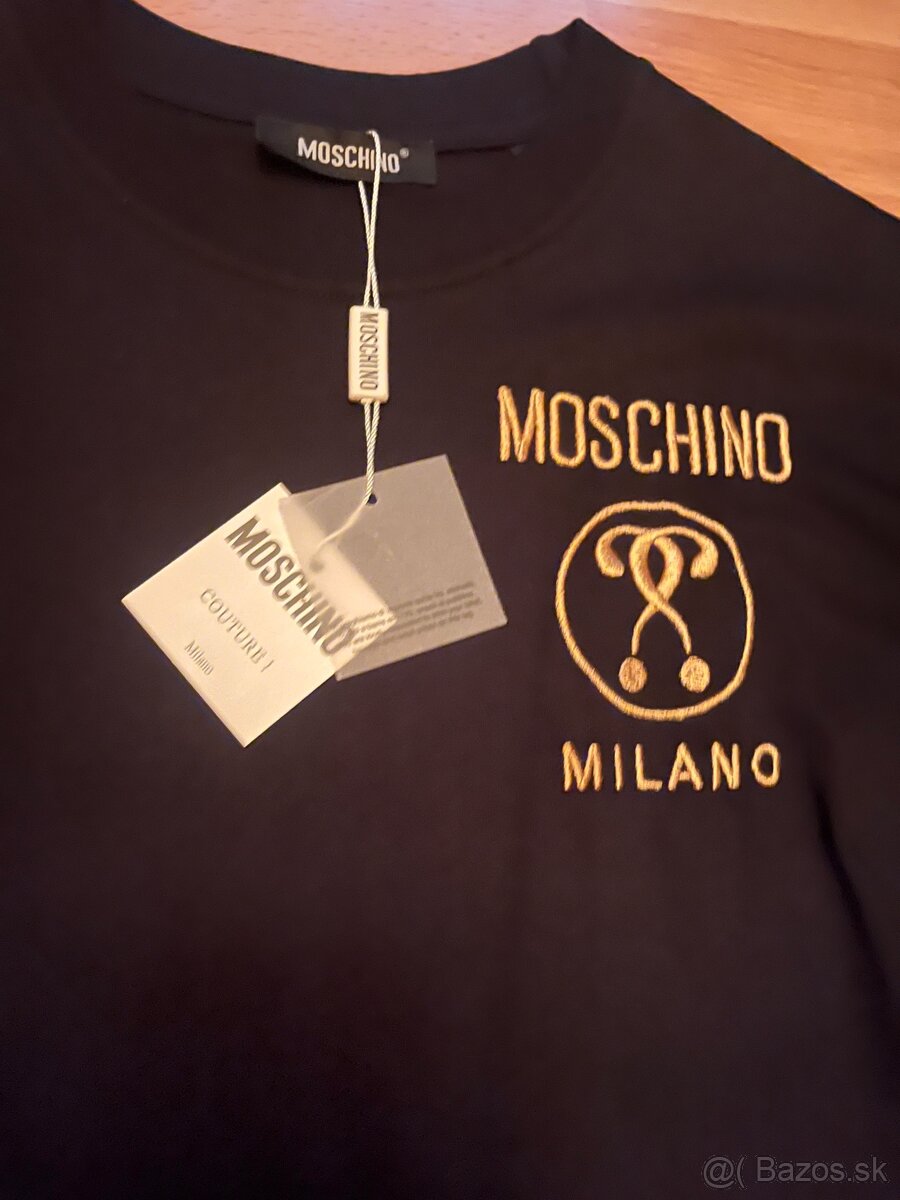 MOSCHINO®
MOSCHINO
MOSCHINO
MOSCHINO
COUTURE!
Milano
MILANO
@( Bazos.sk